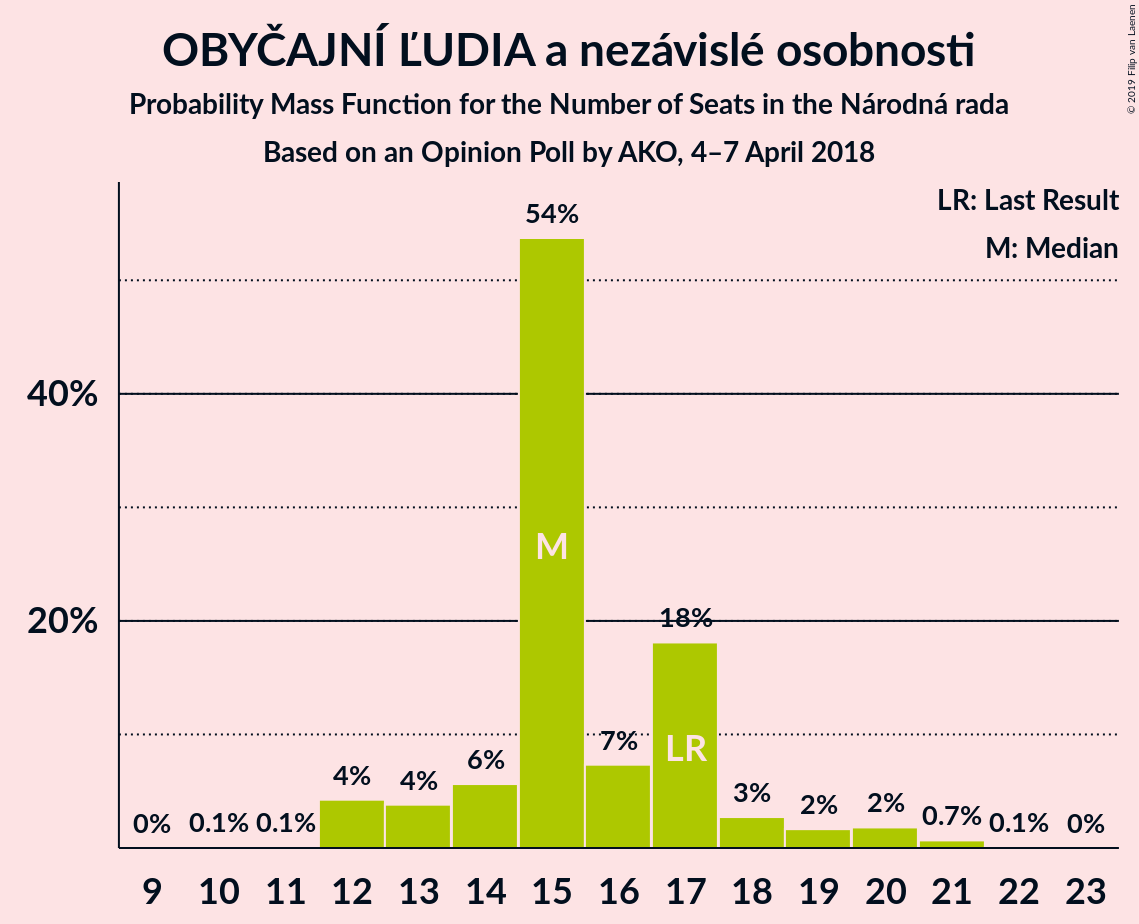 OBYČAJNÍ ĽUDIA a nezávislé osobnosti
Probability Mass Function for the Number of Seats in the Národná rada
Based on an Opinion Poll by AKO, 4–7 April 2018
© 2019 Filip van Laenen
LR: Last Result
M: Median
54%
40%
M
20%
18%
7%
LR
6%
4%
4%
3%
2%
2%
0%
0.1%
0.1%
0.7%
0.1%
0%
9 10 11 12 13 14 15 16 17 18 19 20 21 22 23